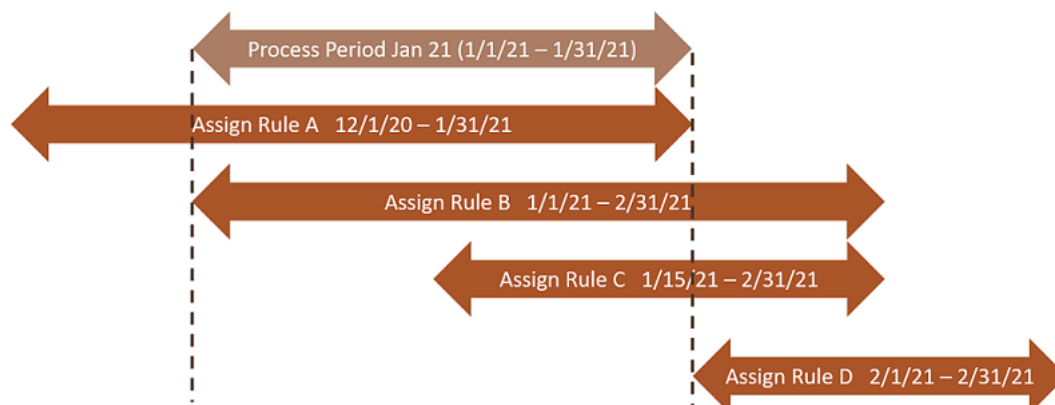 Process Period Jan 21 (1/1/21 – 1/31/21)
Assign Rule A 12/1/20 – 1/31/21
Assign Rule B 1/1/21 – 2/31/21
Assign Rule C 1/15/21 – 2/31/21
Assign Rule D 2/1/21 – 2/31/21